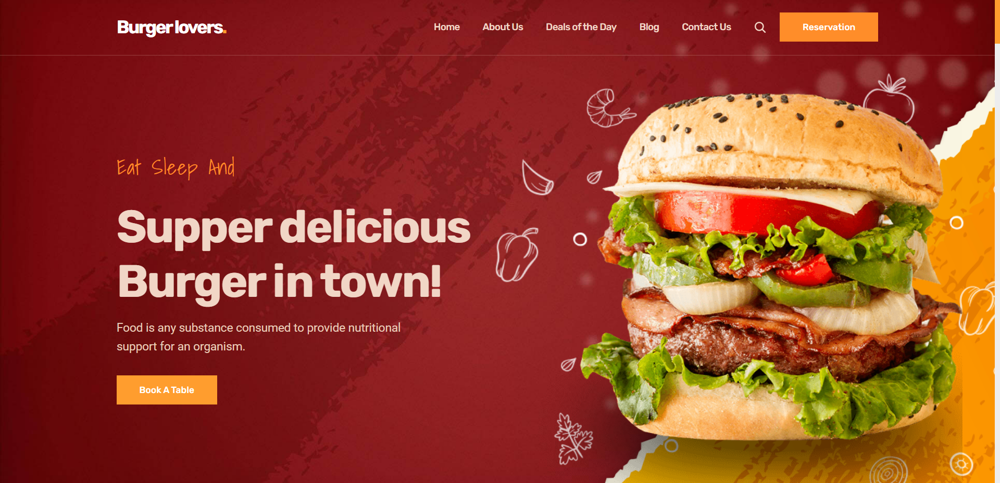 Burger lovers.
Home About Us Deals of the Day Blog Contact Us Reservation
Eat Sleep And
Supper delicious
Burger in town!
Food is any substance consumed to provide nutritional
support for an organism.
Book A Table